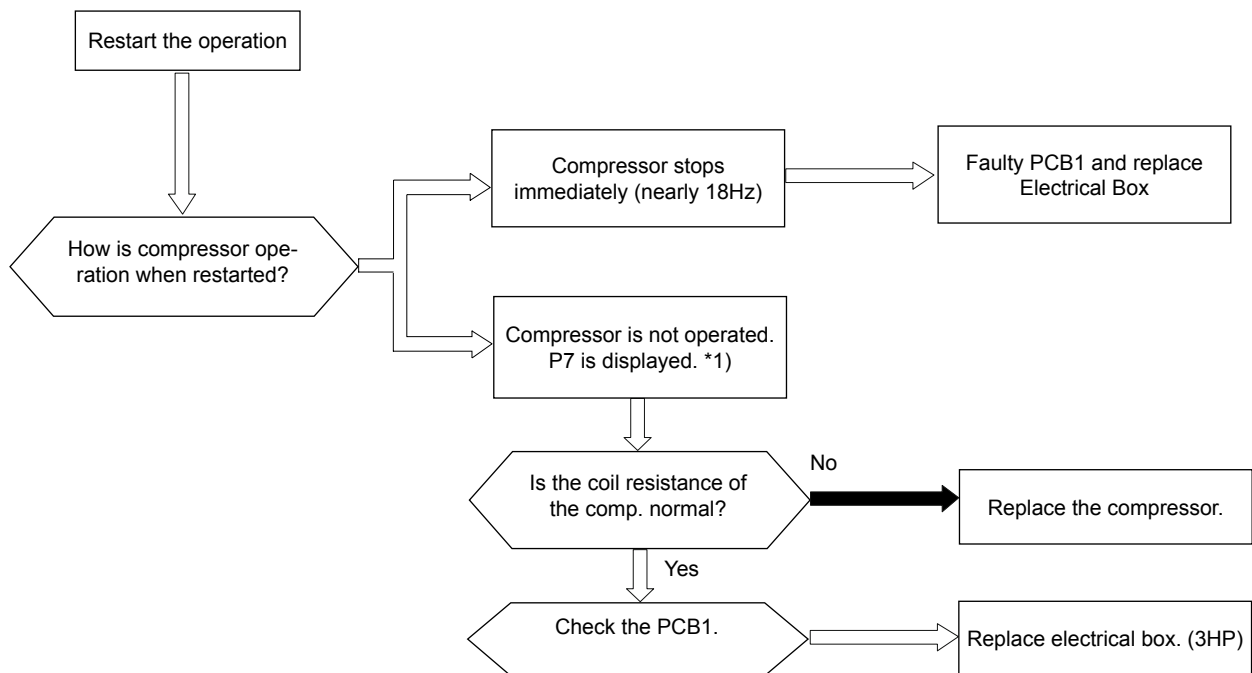 Restart the operation
Compressor stops
immediately (nearly 18Hz)
Faulty PCB1 and replace
Electrical Box
How is compressor ope-
ration when restarted?
Compressor is not operated.
P7 is displayed. *1)
Is the coil resistance of
the comp. normal?
No
Replace the compressor.
Yes
Check the PCB1.
Replace electrical box. (3HP)